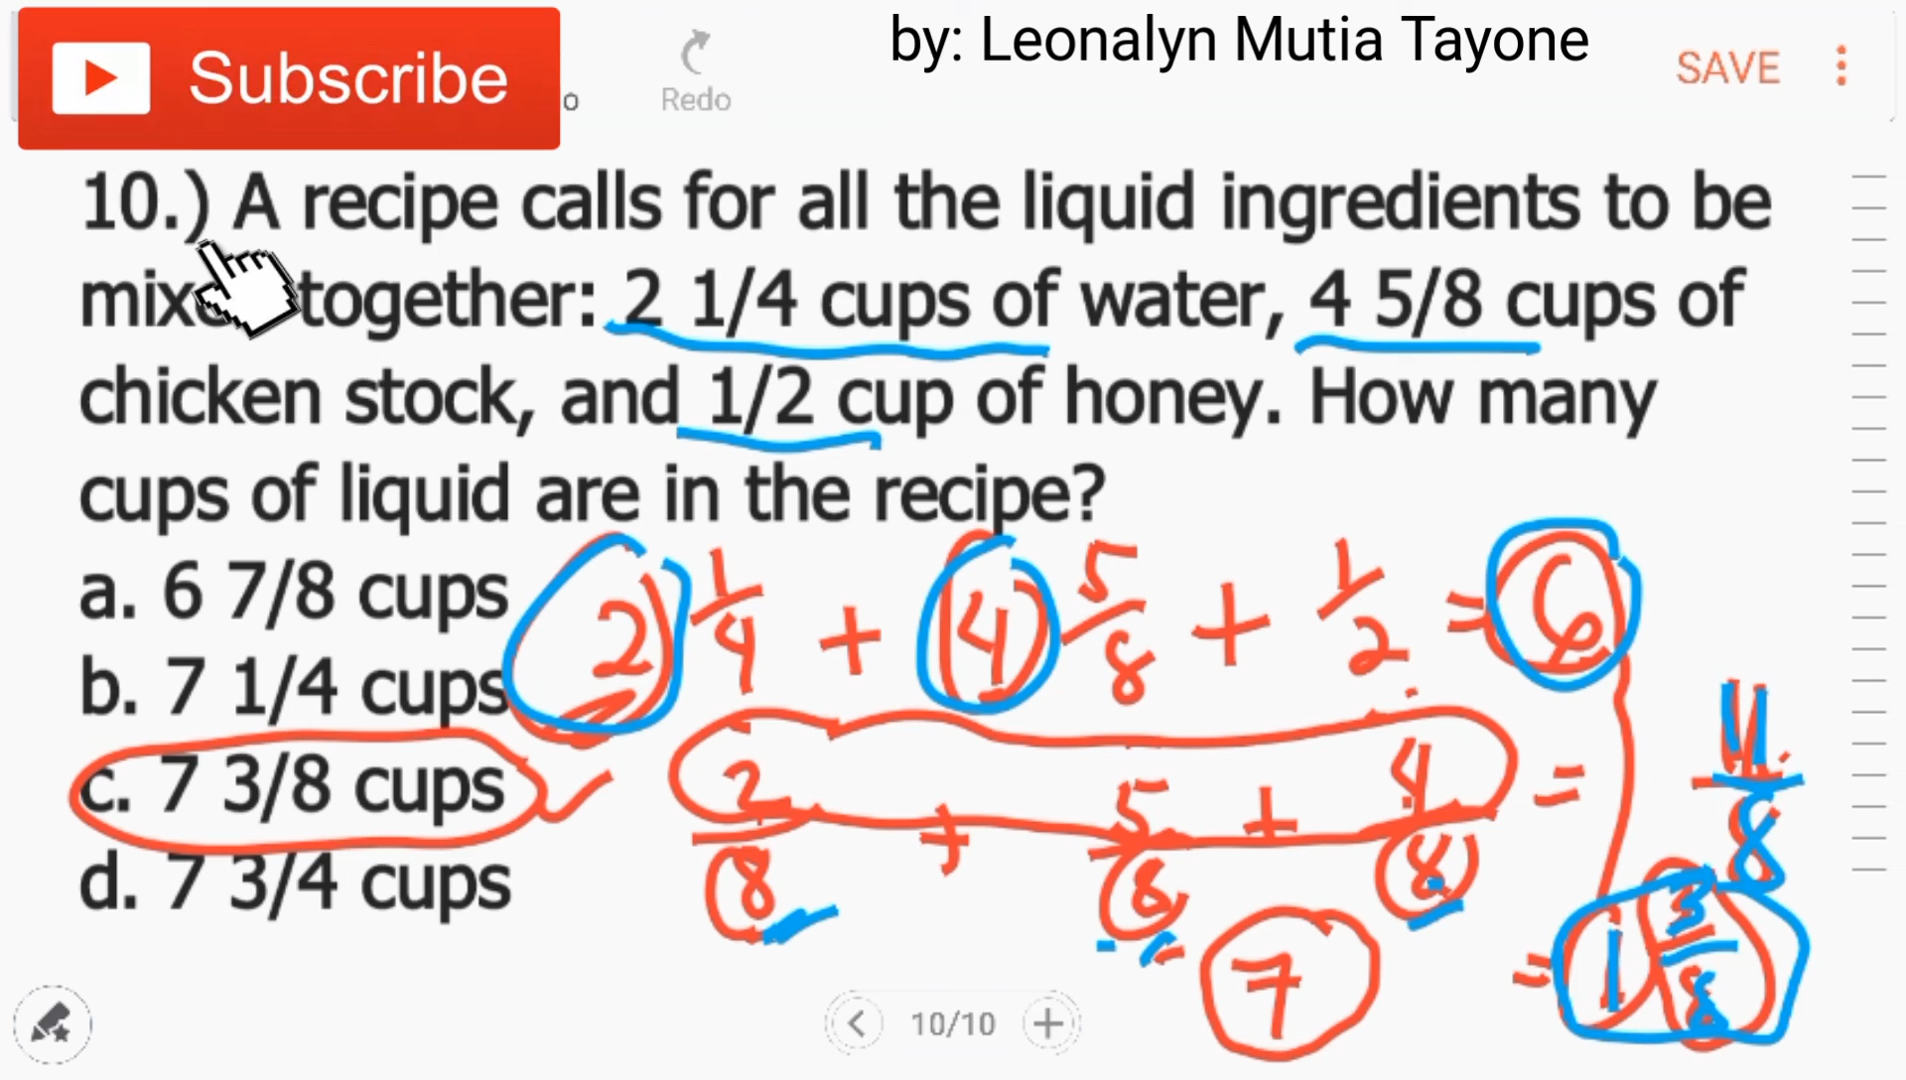 Subscribe
by: Leonalyn Mutia Tayone
o
Redo
SAVE
10.) A recipe calls for all the liquid ingredients to be
mixe together: 2 1/4 cups of water, 4 5/8 cups of
chicken stock, and 1/2 cup of honey. How many
cups of liquid are in the recipe?
a. 6 7/8 cups
b. 7 1/4 cups
c. 7 3/8 cups
d. 7 3/4 cups
2 1/4 + 4 5/8 + 1/2 = 6
2/8 + 5/8 + 4/8 = 11/8
= 1 3/8
7
10/10